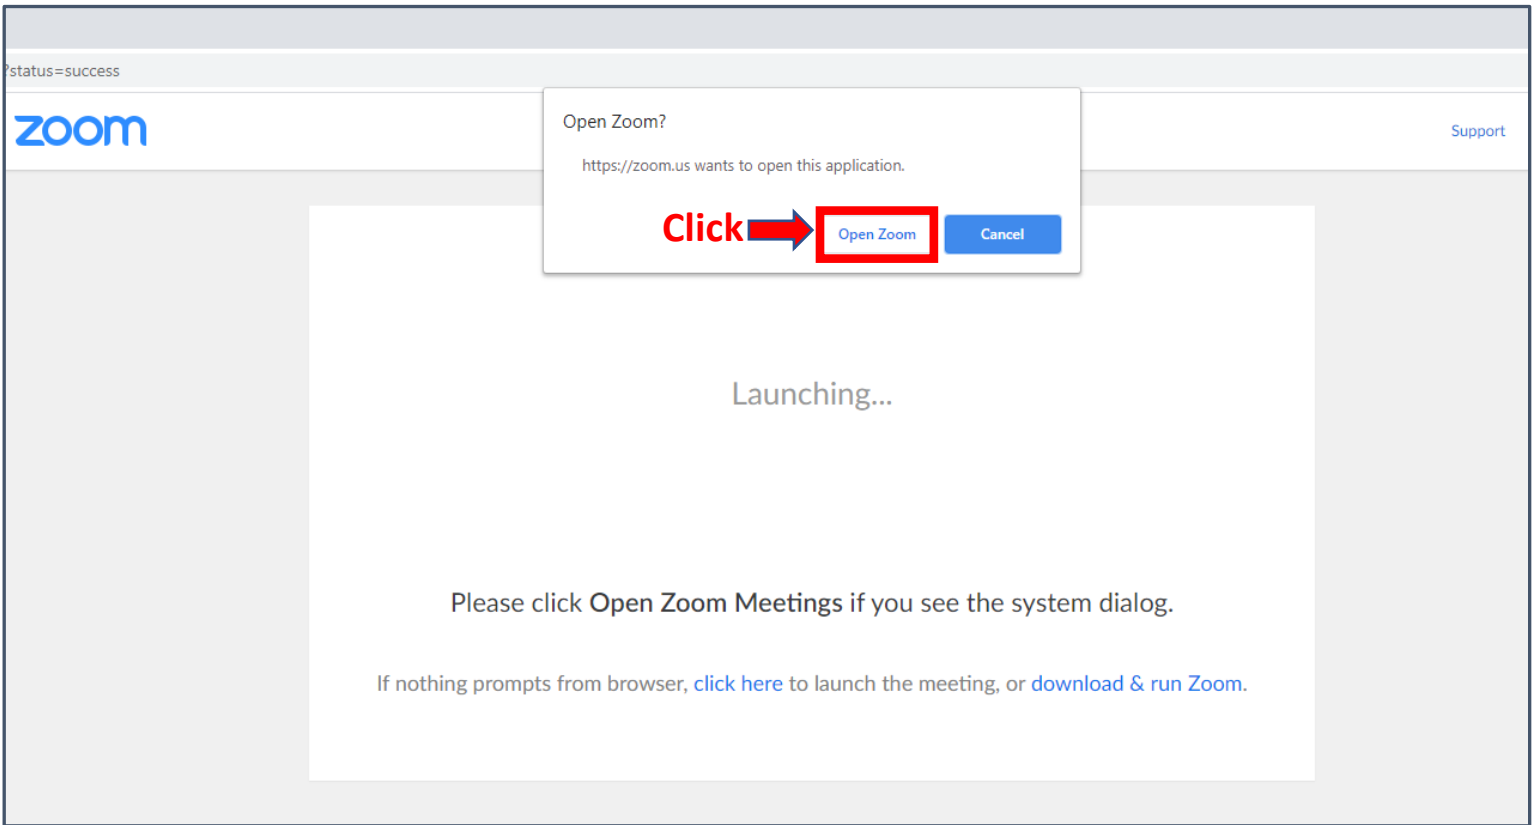 ?status=success
zoom
Open Zoom?
Support
https://zoom.us wants to open this application.
Click
Open Zoom
Cancel
Launching...
Please click Open Zoom Meetings if you see the system dialog.
If nothing prompts from browser, click here to launch the meeting, or download & run Zoom.